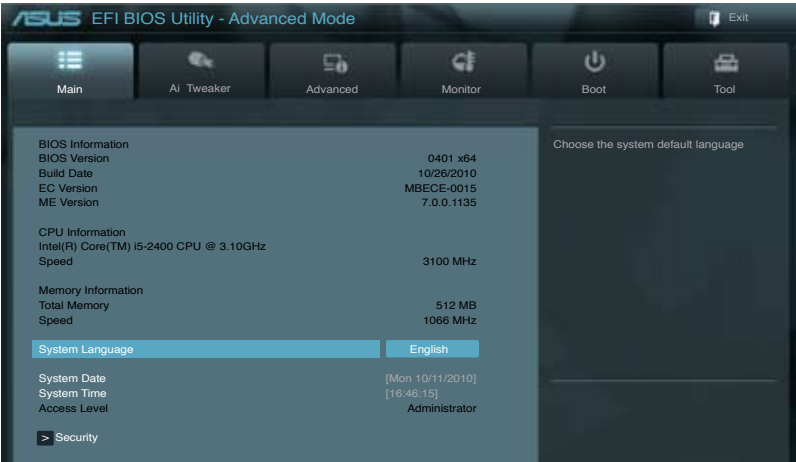 ASUS EFI BIOS Utility - Advanced Mode
Exit
Main
Ai Tweaker
Advanced
Monitor
Boot
Tool
BIOS Information
BIOS Version 0401 x64
Build Date 10/26/2010
EC Version MBECE-0015
ME Version 7.0.0.1135
CPU Information
Intel(R) Core(TM) i5-2400 CPU @ 3.10GHz
Speed 3100 MHz
Memory Information
Total Memory 512 MB
Speed 1066 MHz
System Language English
System Date [Mon 10/11/2010]
System Time [16:46:15]
Access Level Administrator
> Security
Choose the system default language